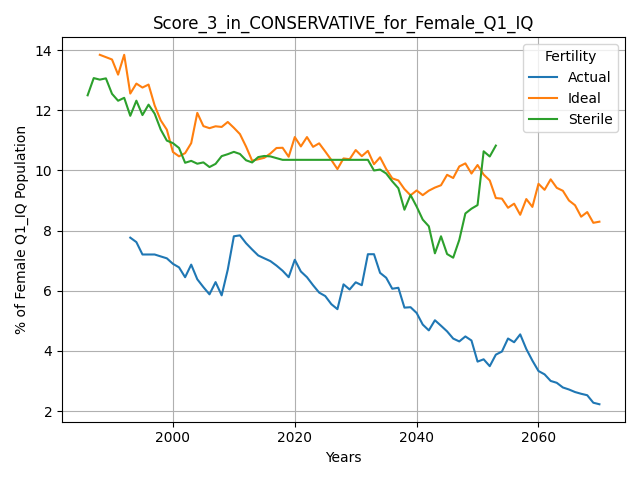 Score_3_in_CONSERVATIVE_for_Female_Q1_IQ
Fertility
Actual
Ideal
Sterile
% of Female Q1_IQ Population
14
12
10
8
6
4
2
2000
2020
2040
2060
Years